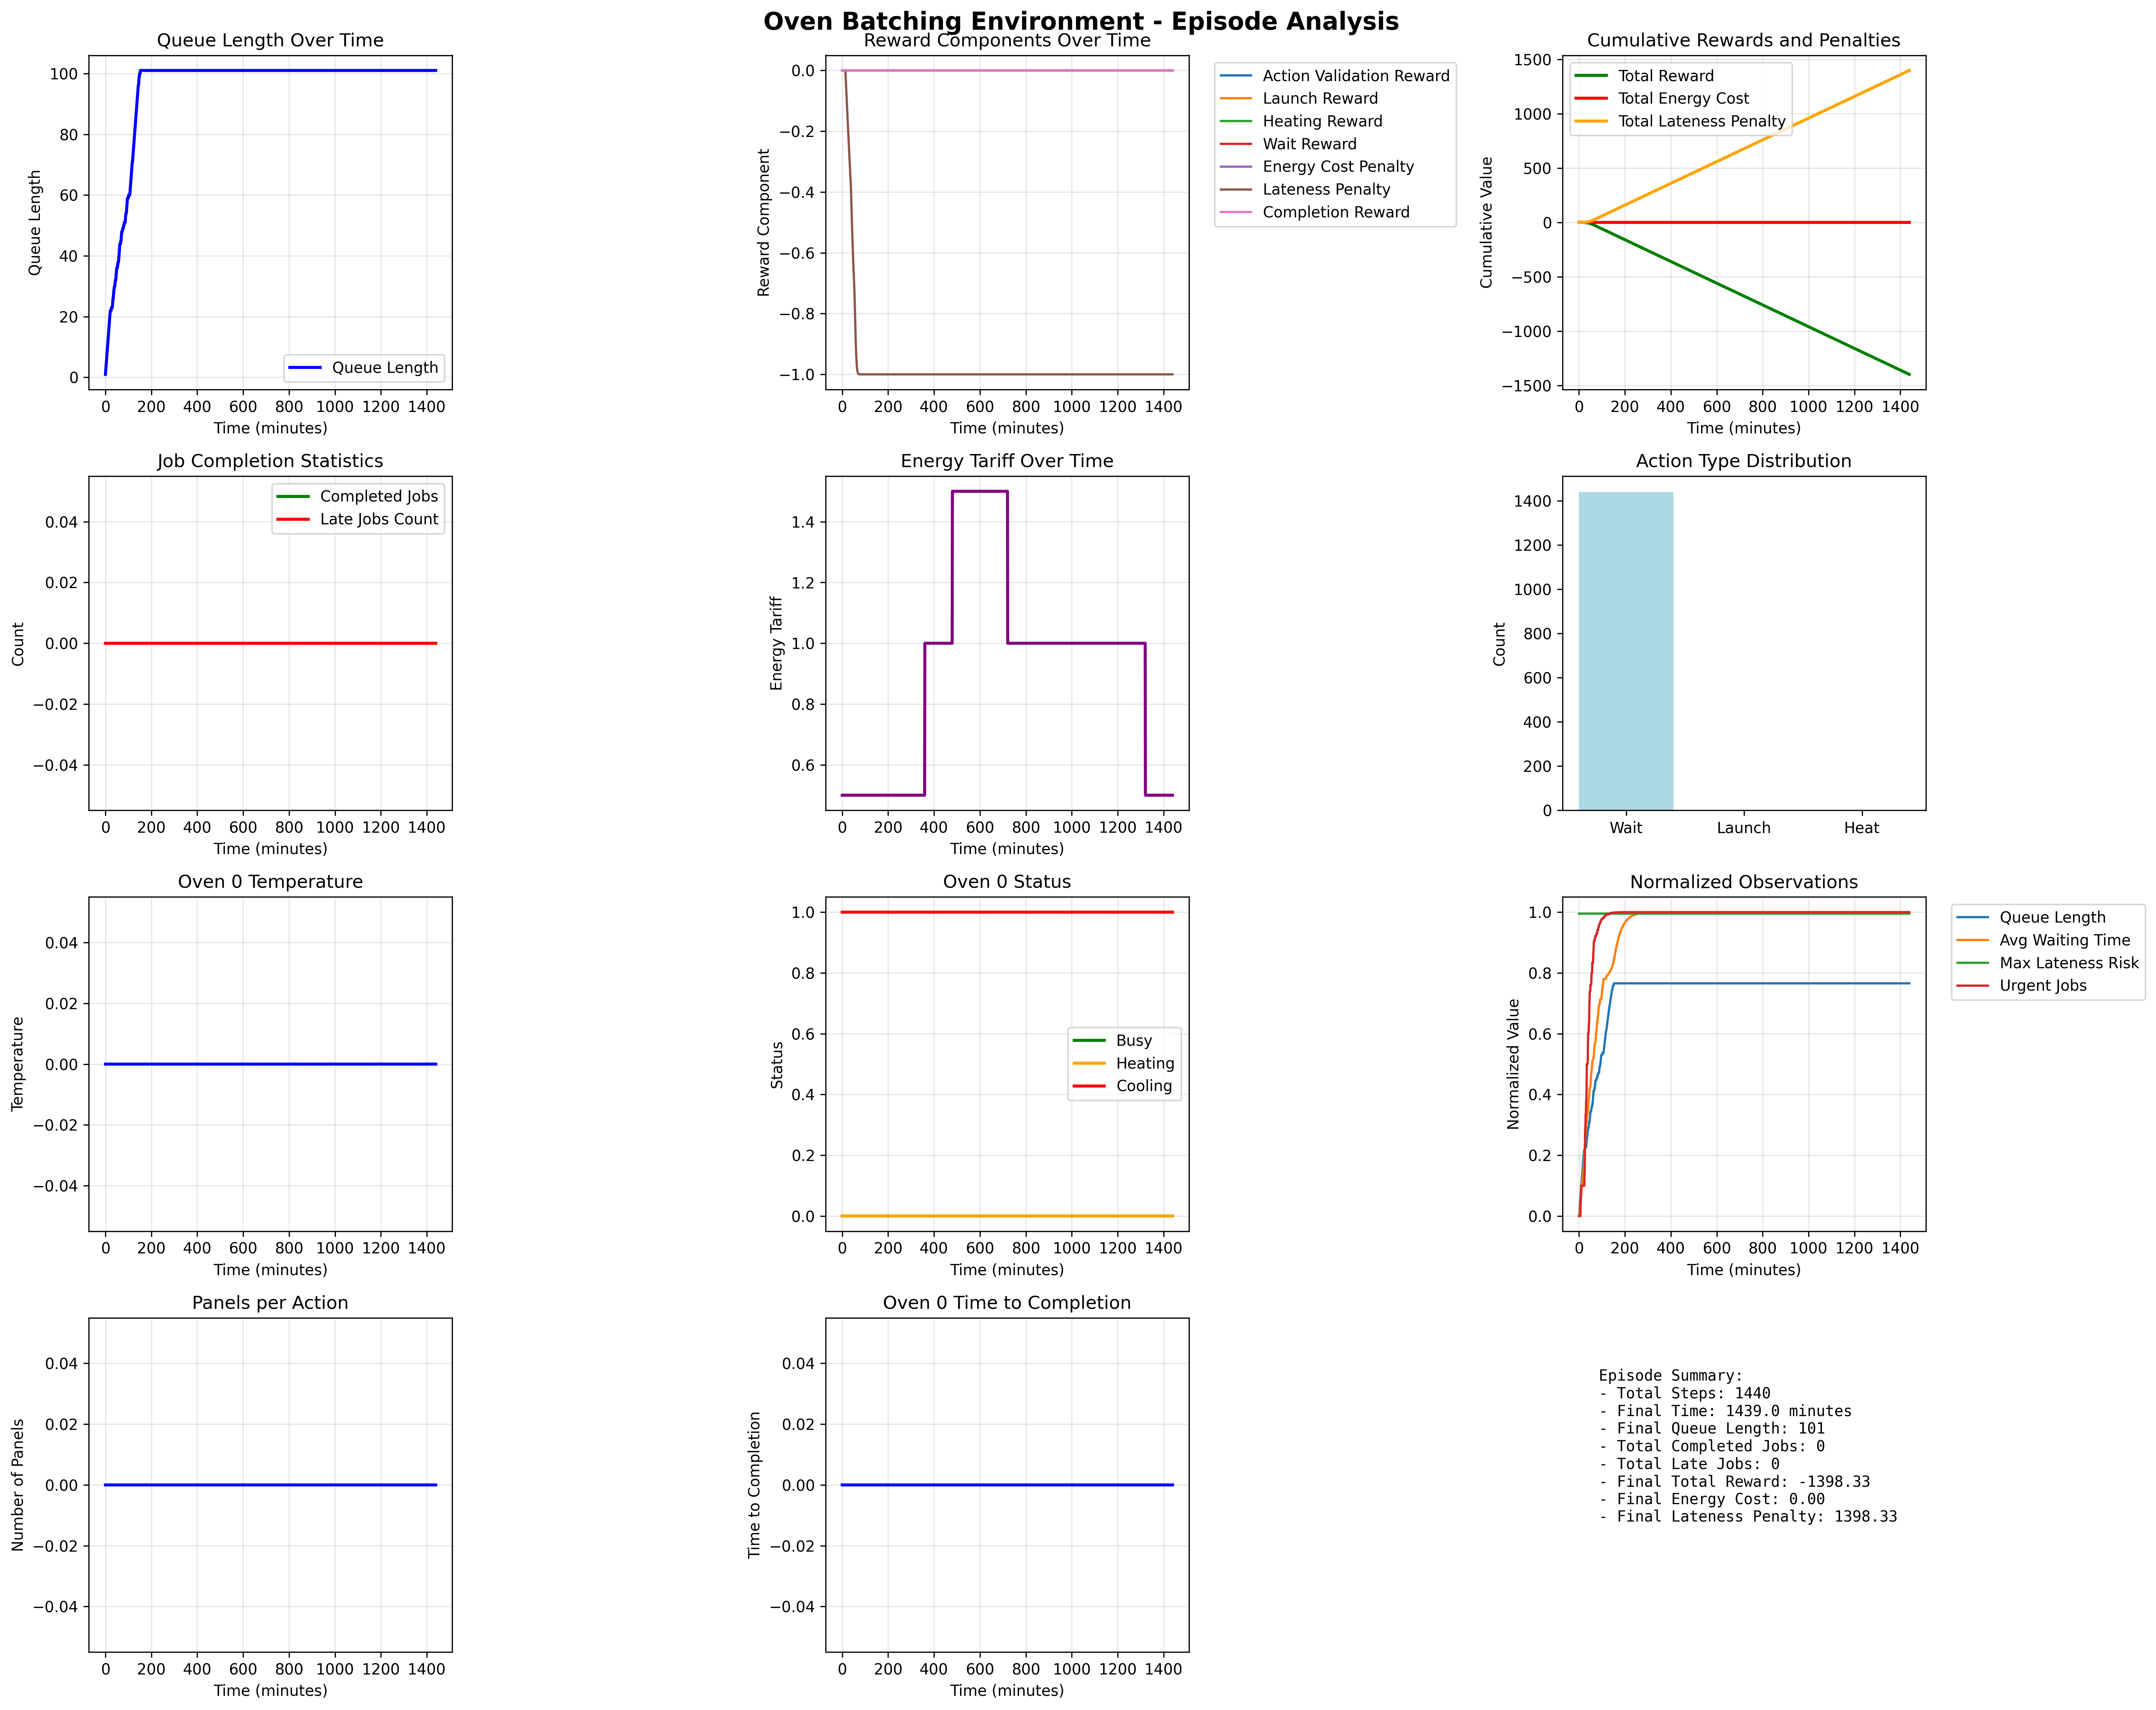 Oven Batching Environment - Episode Analysis
Queue Length Over Time
Queue Length
100
80
60
40
20
0
Queue Length
0 200 400 600 800 1000 1200 1400
Time (minutes)
Reward Components Over Time
Reward Component
0.0
−0.2
−0.4
−0.6
−0.8
−1.0
0 200 400 600 800 1000 1200 1400
Time (minutes)
Action Validation Reward
Launch Reward
Heating Reward
Wait Reward
Energy Cost Penalty
Lateness Penalty
Completion Reward
Cumulative Rewards and Penalties
Cumulative Value
1500
1000
500
0
−500
−1000
−1500
Total Reward
Total Energy Cost
Total Lateness Penalty
0 200 400 600 800 1000 1200 1400
Time (minutes)
Job Completion Statistics
Count
0.04
0.02
0.00
−0.02
−0.04
Completed Jobs
Late Jobs Count
0 200 400 600 800 1000 1200 1400
Time (minutes)
Energy Tariff Over Time
Energy Tariff
1.4
1.2
1.0
0.8
0.6
0 200 400 600 800 1000 1200 1400
Time (minutes)
Action Type Distribution
Count
1400
1200
1000
800
600
400
200
0
Wait Launch Heat
Oven 0 Temperature
Temperature
0.04
0.02
0.00
−0.02
−0.04
0 200 400 600 800 1000 1200 1400
Time (minutes)
Oven 0 Status
Status
1.0
0.8
0.6
0.4
0.2
0.0
Busy
Heating
Cooling
0 200 400 600 800 1000 1200 1400
Time (minutes)
Normalized Observations
Normalized Value
1.0
0.8
0.6
0.4
0.2
0.0
0 200 400 600 800 1000 1200 1400
Time (minutes)
Queue Length
Avg Waiting Time
Max Lateness Risk
Urgent Jobs
Panels per Action
Number of Panels
0.04
0.02
0.00
−0.02
−0.04
0 200 400 600 800 1000 1200 1400
Time (minutes)
Oven 0 Time to Completion
Time to Completion
0.04
0.02
0.00
−0.02
−0.04
0 200 400 600 800 1000 1200 1400
Time (minutes)
Episode Summary:
- Total Steps: 1440
- Final Time: 1439.0 minutes
- Final Queue Length: 101
- Total Completed Jobs: 0
- Total Late Jobs: 0
- Final Total Reward: -1398.33
- Final Energy Cost: 0.00
- Final Lateness Penalty: 1398.33